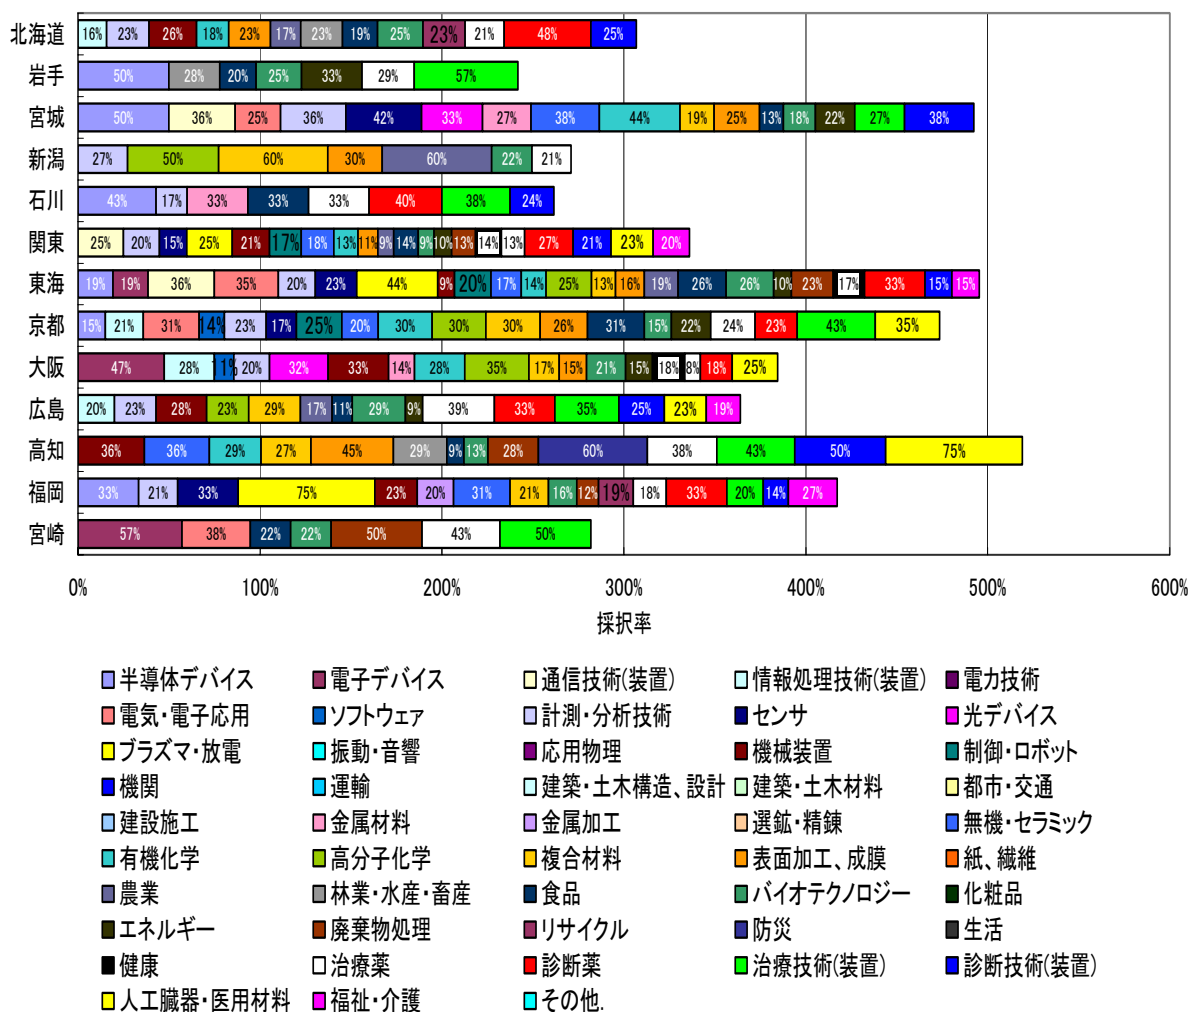 北海道 16% 23% 26% 18% 23% 17% 23% 19% 25% 23% 21% 48% 25%
岩手 50% 28% 20% 25% 33% 29% 57%
宮城 50% 36% 25% 36% 42% 33% 27% 38% 44% 19% 25% 13% 18% 22% 27% 38%
新潟 27% 50% 60% 30% 60% 22% 21%
石川 43% 17% 33% 33% 33% 40% 38% 24%
関東 25% 20% 15% 25% 21% 17% 18% 13% 11% 9% 14% 9% 10% 13% 14% 13% 27% 21% 23% 20%
東海 19% 19% 36% 35% 20% 23% 44% 9% 20% 17% 14% 25% 13% 16% 19% 26% 26% 10% 23% 17% 33% 15% 15%
京都 15% 21% 31% 14% 23% 17% 25% 20% 30% 30% 30% 26% 31% 15% 22% 24% 23% 43% 35%
大阪 47% 28% 11% 20% 32% 33% 14% 28% 35% 17% 15% 21% 15% 18% 8% 18% 25%
広島 20% 23% 28% 23% 29% 17% 11% 29% 9% 39% 33% 35% 25% 23% 19%
高知 36% 36% 29% 27% 45% 29% 9% 13% 28% 60% 38% 43% 50% 75%
福岡 33% 21% 33% 75% 23% 20% 31% 21% 16% 12% 19% 18% 33% 20% 14% 27%
宮崎 57% 38% 22% 22% 50% 43% 50%
0% 100% 200% 300% 400% 500% 600%
採択率
半導体デバイス 電子デバイス 通信技術(装置) 情報処理技術(装置) 電力技術
電気・電子応用 ソフトウェア 計測・分析技術 センサ 光デバイス
プラズマ・放電 振動・音響 応用物理 機械装置 制御・ロボット
機関 運輸 建築・土木構造、設計 建築・土木材料 都市・交通
建設施工 金属材料 金属加工 選鉱・精錬 無機・セラミック
有機化学 高分子化学 複合材料 表面加工、成膜 紙、繊維
農業 林業・水産・畜産 食品 バイオテクノロジー 化粧品
エネルギー 廃棄物処理 リサイクル 防災 生活
健康 治療薬 診断薬 治療技術(装置) 診断技術(装置)
人工臓器・医用材料 福祉・介護 その他.